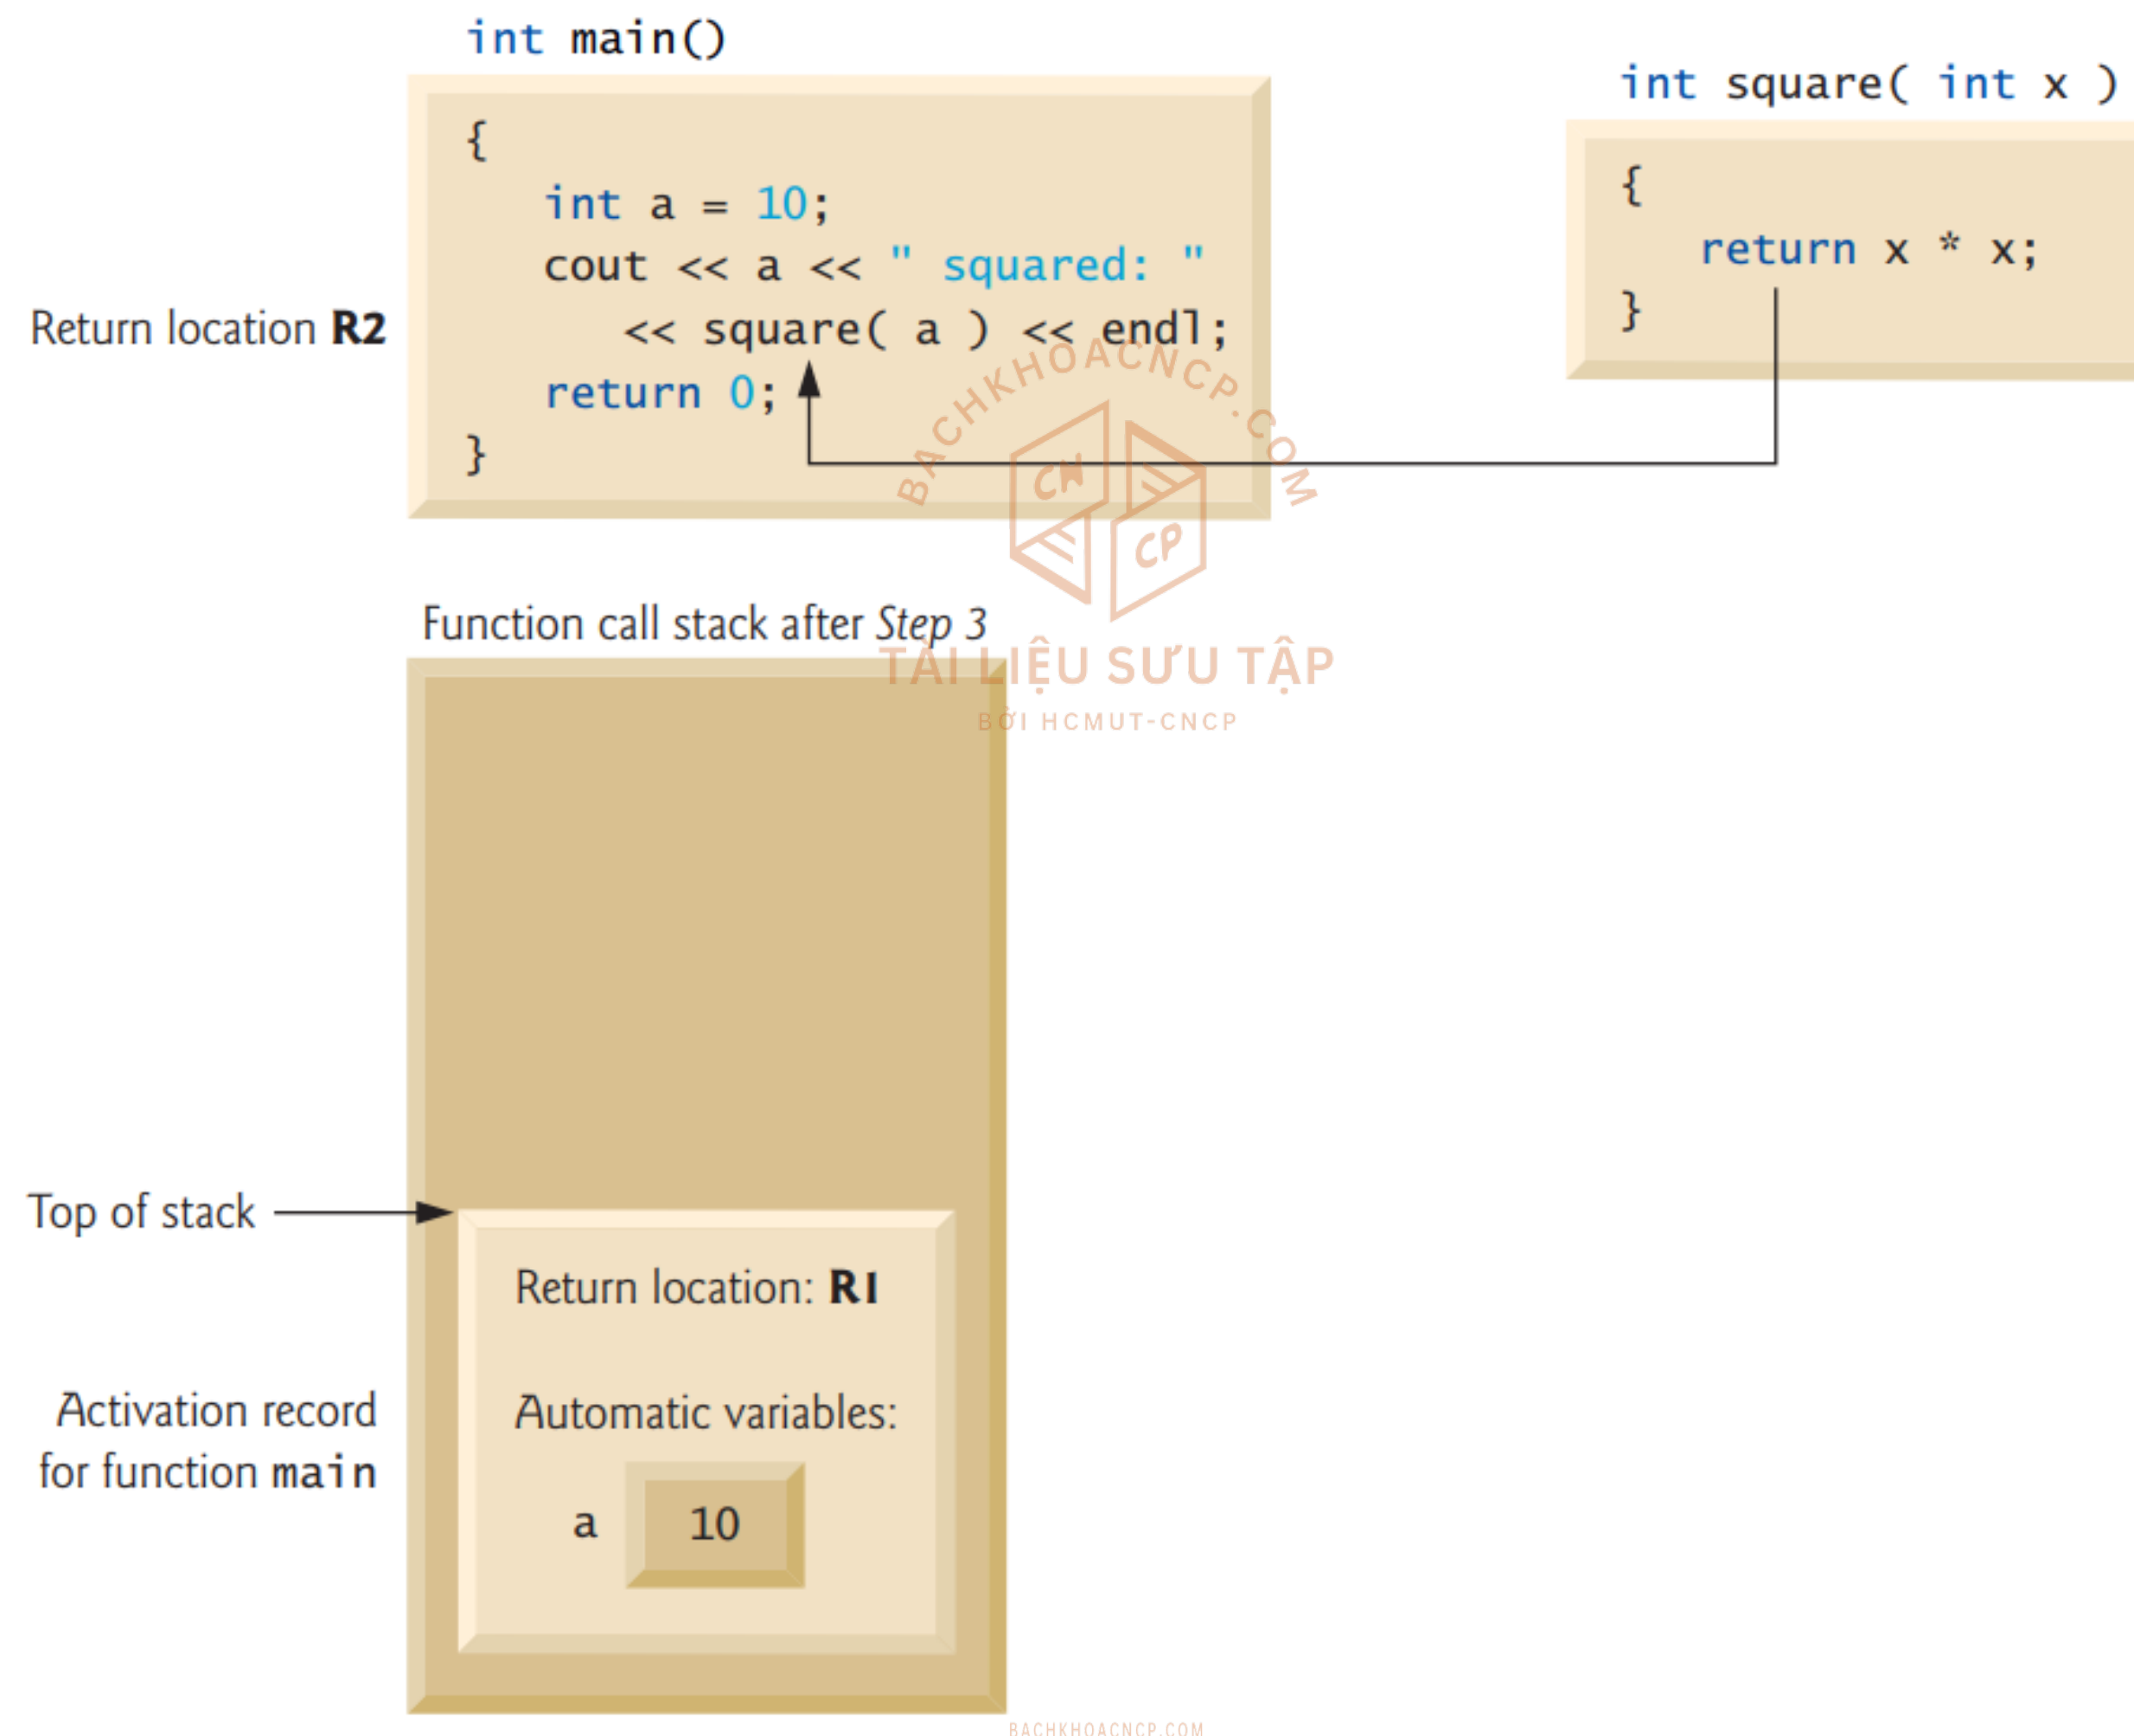 int main()
{
int a = 10;
cout << a << " squared: "
<< square( a ) << endl;
return 0;
}
Return location R2
int square( int x )
{
return x * x;
}
BACHKHOACNCP.COM
CN
CP
TÀI LIỆU SƯU TẬP
BỞI HCMUT-CNCP
Function call stack after Step 3
Top of stack
Return location: R1
Activation record
for function main
Automatic variables:
a 10
BACHKHOACNCP.COM